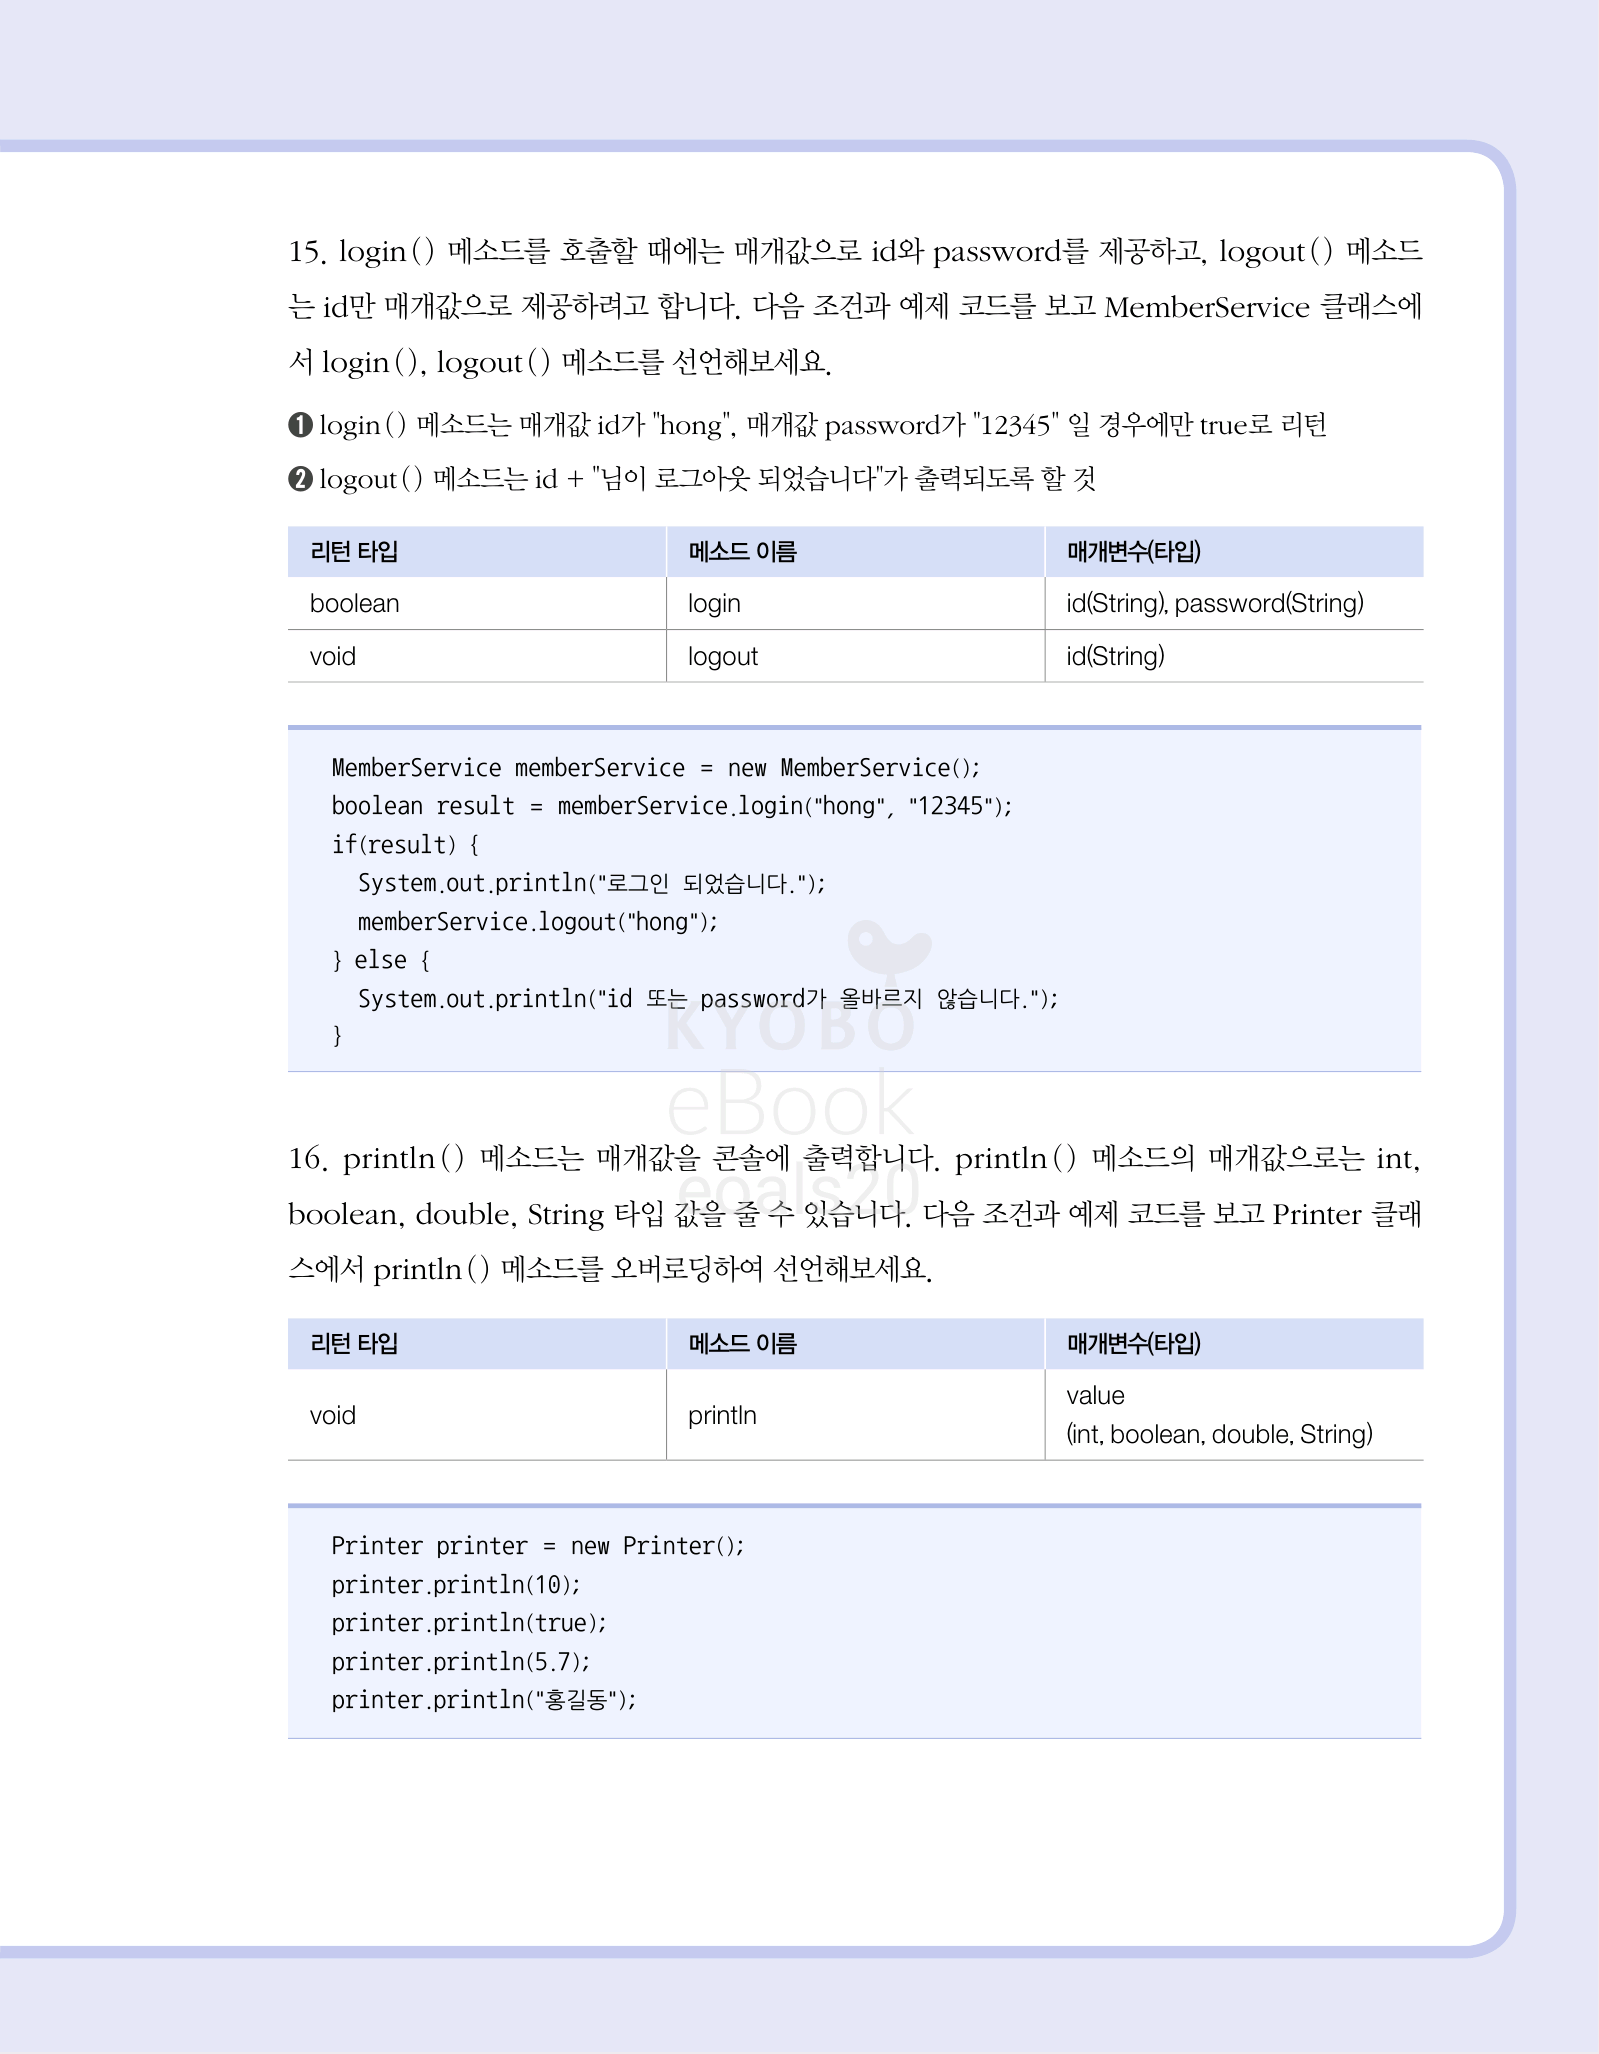 15. login() 메소드를 호출할 때에는 매개값으로 id와 password를 제공하고, logout() 메소드
는 id만 매개값으로 제공하려고 합니다. 다음 조건과 예제 코드를 보고 MemberService 클래스에
서 login(), logout() 메소드를 선언해보세요.
❶ login() 메소드는 매개값 id가 "hong", 매개값 password가 "12345" 일 경우에만 true로 리턴
❷ logout() 메소드는 id + "님이 로그아웃 되었습니다"가 출력되도록 할 것
리턴 타입 메소드 이름 매개변수(타입)
boolean login id(String), password(String)
void logout id(String)
MemberService memberService = new MemberService();
boolean result = memberService.login("hong", "12345");
if(result) {
System.out.println("로그인 되었습니다.");
memberService.logout("hong");
} else {
System.out.println("id 또는 password가 올바르지 않습니다.");
}
KYOBO
eBook
eoals20
16. println() 메소드는 매개값을 콘솔에 출력합니다. println() 메소드의 매개값으로는 int,
boolean, double, String 타입 값을 줄 수 있습니다. 다음 조건과 예제 코드를 보고 Printer 클래
스에서 println() 메소드를 오버로딩하여 선언해보세요.
리턴 타입 메소드 이름 매개변수(타입)
void println value
(int, boolean, double, String)
Printer printer = new Printer();
printer.println(10);
printer.println(true);
printer.println(5.7);
printer.println("홍길동");